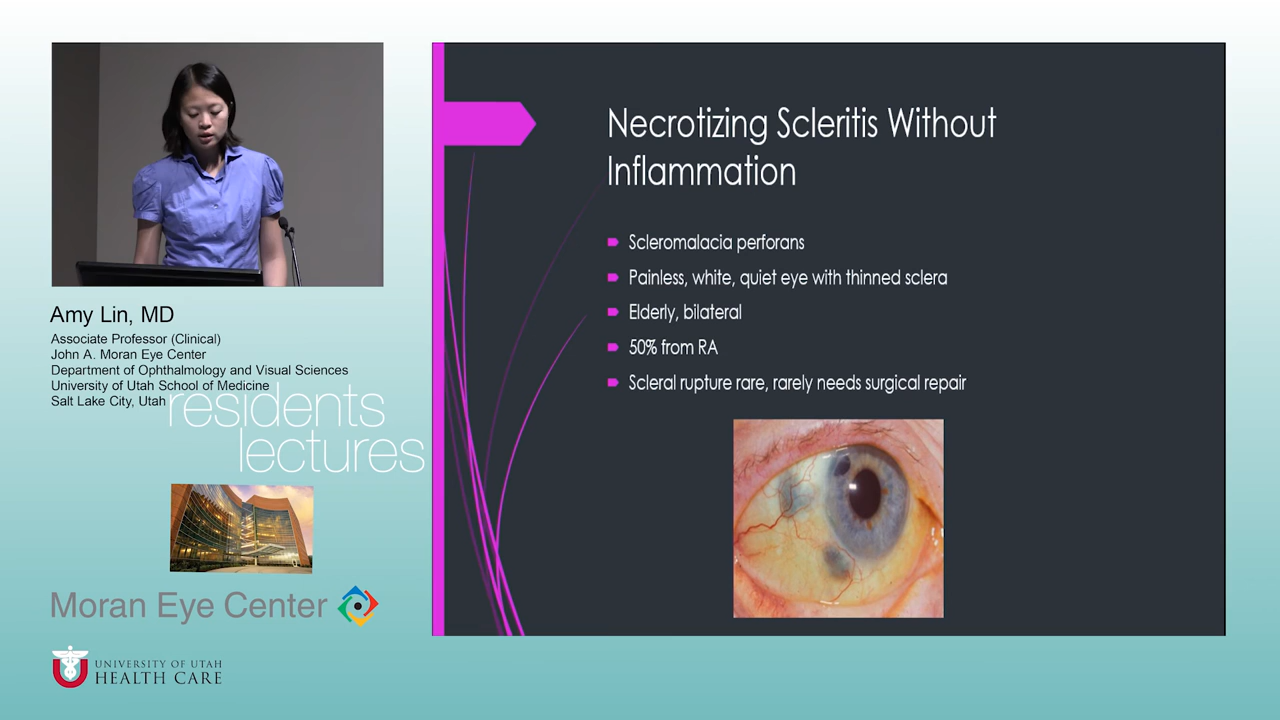 Amy Lin, MD
Associate Professor (Clinical)
John A. Moran Eye Center
Department of Ophthalmology and Visual Sciences
University of Utah School of Medicine
Salt Lake City, Utah
residents
lectures
Moran Eye Center
UNIVERSITY OF UTAH
HEALTH CARE
Necrotizing Scleritis Without
Inflammation
Scleromalacia perforans
Painless, white, quiet eye with thinned sclera
Elderly, bilateral
50% from RA
Scleral rupture rare, rarely needs surgical repair